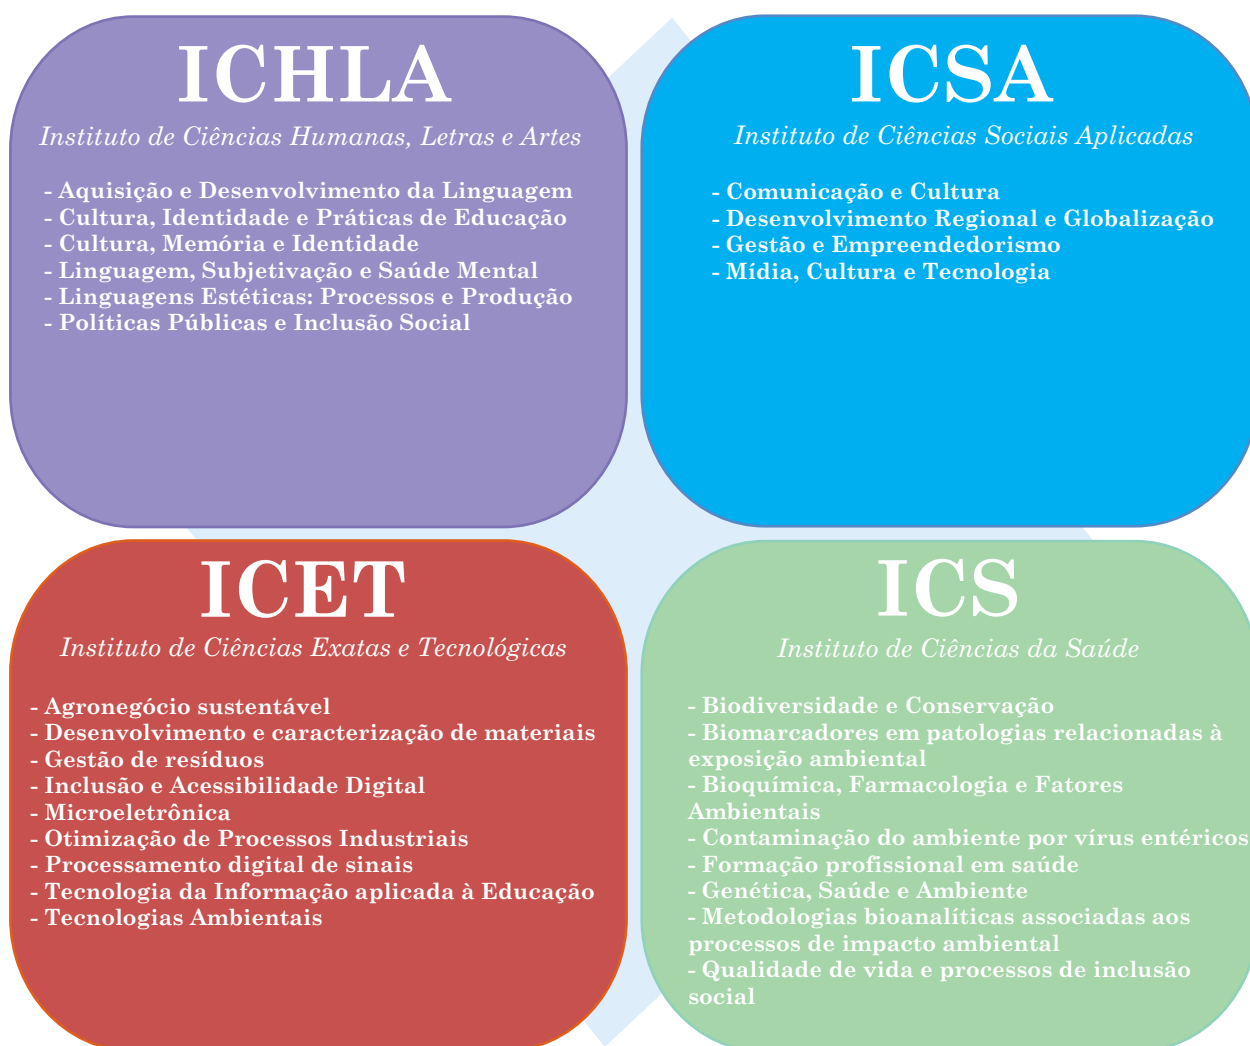 ICHLA
Instituto de Ciências Humanas, Letras e Artes
- Aquisição e Desenvolvimento da Linguagem
- Cultura, Identidade e Práticas de Educação
- Cultura, Memória e Identidade
- Linguagem, Subjetivação e Saúde Mental
- Linguagens Estéticas: Processos e Produção
- Políticas Públicas e Inclusão Social
ICSA
Instituto de Ciências Sociais Aplicadas
- Comunicação e Cultura
- Desenvolvimento Regional e Globalização
- Gestão e Empreendedorismo
- Mídia, Cultura e Tecnologia
ICET
Instituto de Ciências Exatas e Tecnológicas
- Agronegócio sustentável
- Desenvolvimento e caracterização de materiais
- Gestão de resíduos
- Inclusão e Acessibilidade Digital
- Microeletrônica
- Otimização de Processos Industriais
- Processamento digital de sinais
- Tecnologia da Informação aplicada à Educação
- Tecnologias Ambientais
ICS
Instituto de Ciências da Saúde
- Biodiversidade e Conservação
- Biomarcadores em patologias relacionadas à
exposição ambiental
- Bioquímica, Farmacologia e Fatores
Ambientais
- Contaminação do ambiente por vírus entéricos
- Formação profissional em saúde
- Genética, Saúde e Ambiente
- Metodologias bioanalíticas associadas aos
processos de impacto ambiental
- Qualidade de vida e processos de inclusão
social